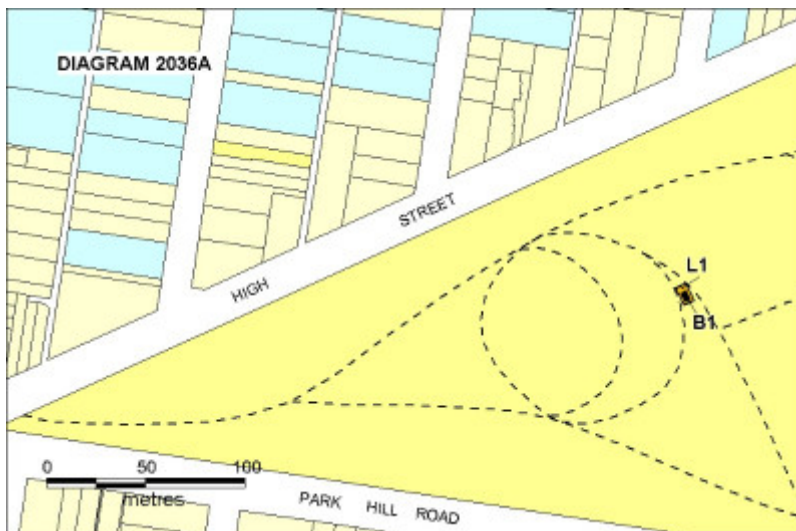 DIAGRAM 2036A
HIGH STREET
L1
B1
0 50 100
metres
PARK HILL ROAD